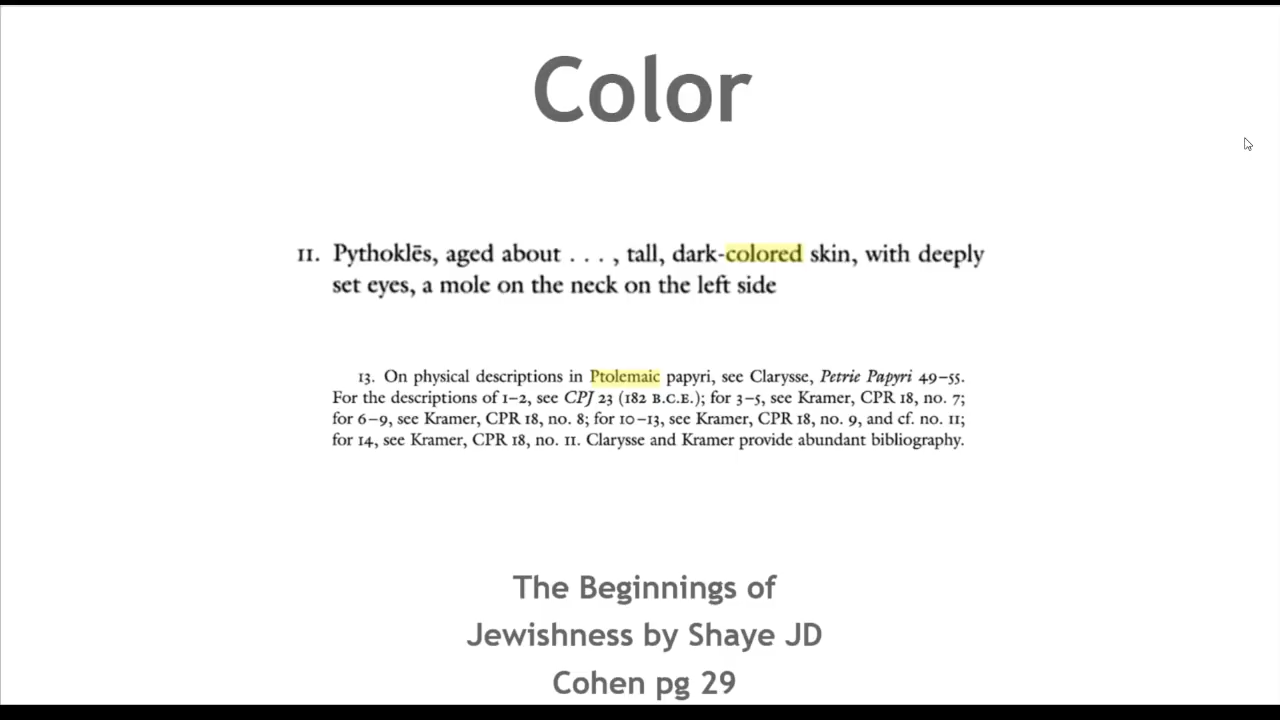 Color
11. Pythoklēs, aged about . . . , tall, dark-colored skin, with deeply
set eyes, a mole on the neck on the left side
13. On physical descriptions in Ptolemaic papyri, see Clarysse, Petrie Papyri 49–55.
For the descriptions of 1–2, see CPJ 23 (182 B.C.E.); for 3–5, see Kramer, CPR 18, no. 7;
for 6–9, see Kramer, CPR 18, no. 8; for 10–13, see Kramer, CPR 18, no. 9, and cf. no. 11;
for 14, see Kramer, CPR 18, no. 11. Clarysse and Kramer provide abundant bibliography.
The Beginnings of
Jewishness by Shaye JD
Cohen pg 29